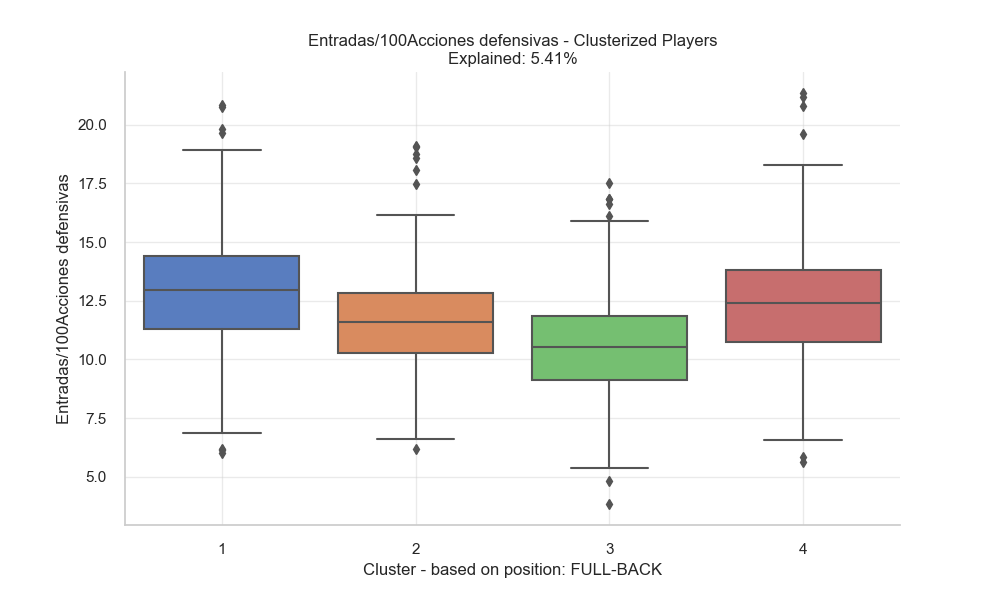 Entradas/100Acciones defensivas - Clusterized Players
Explained: 5.41%
Entradas/100Acciones defensivas
20.0
17.5
15.0
12.5
10.0
7.5
5.0
1 2 3 4
Cluster - based on position: FULL-BACK